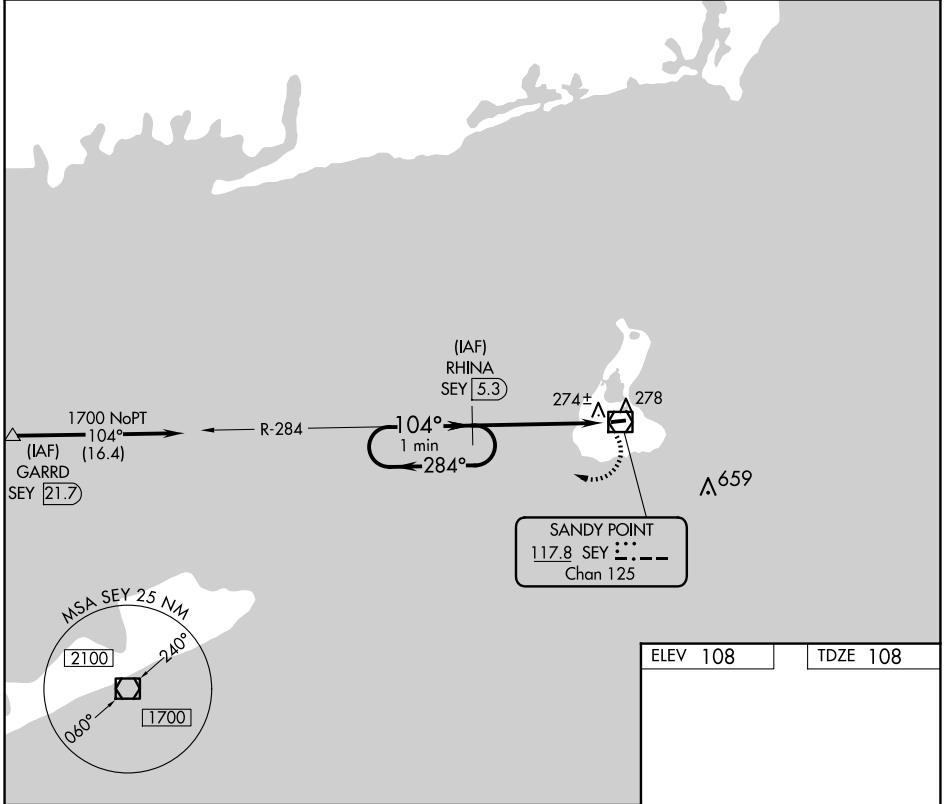 (IAF)
RHINA
SEY 5.3
274±
278
1700 NoPT
104°
(16.4)
R-284
104°
1 min
284°
(IAF)
GARRD
SEY 21.7
659
SANDY POINT
117.8 SEY
Chan 125
MSA SEY 25 NM
2100
240°
060°
1700
ELEV 108
TDZE 108